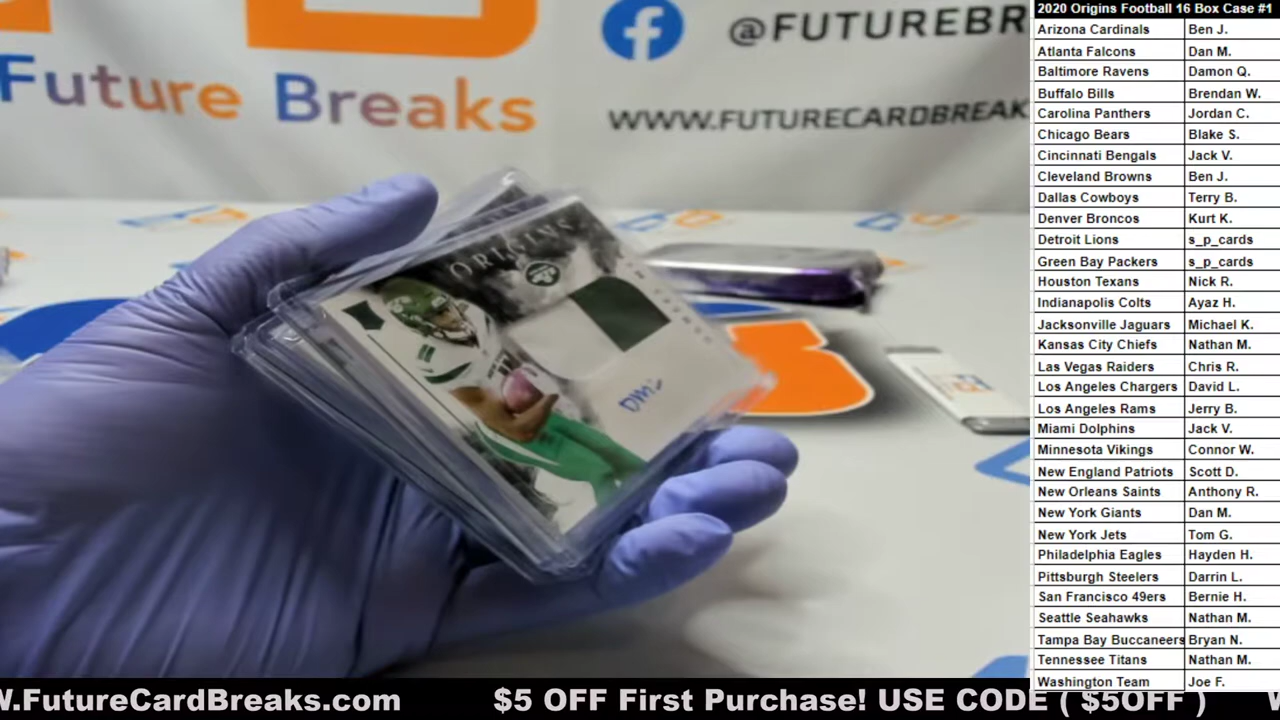 @FUTUREBR
Future Breaks
WWW.FUTURECARDBREAK
ORIGINS
2020 Origins Football 16 Box Case #1
Arizona Cardinals Ben J.
Atlanta Falcons Dan M.
Baltimore Ravens Damon Q.
Buffalo Bills Brendan W.
Carolina Panthers Jordan C.
Chicago Bears Blake S.
Cincinnati Bengals Jack V.
Cleveland Browns Ben J.
Dallas Cowboys Terry B.
Denver Broncos Kurt K.
Detroit Lions s_p_cards
Green Bay Packers s_p_cards
Houston Texans Nick R.
Indianapolis Colts Ayaz H.
Jacksonville Jaguars Michael K.
Kansas City Chiefs Nathan M.
Las Vegas Raiders Chris R.
Los Angeles Chargers David L.
Los Angeles Rams Jerry B.
Miami Dolphins Jack V.
Minnesota Vikings Connor W.
New England Patriots Scott D.
New Orleans Saints Anthony R.
New York Giants Dan M.
New York Jets Tom G.
Philadelphia Eagles Hayden H.
Pittsburgh Steelers Darrin L.
San Francisco 49ers Bernie H.
Seattle Seahawks Nathan M.
Tampa Bay Buccaneers Bryan N.
Tennessee Titans Nathan M.
Washington Team Joe F.
W.FutureCardBreaks.com $5 OFF First Purchase! USE CODE ( $5OFF ) W